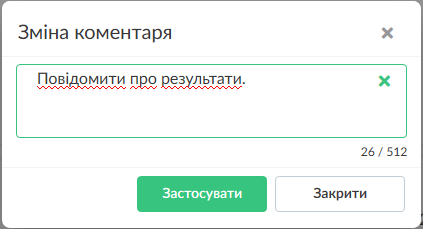 Зміна коментаря
Повідомити про результати.
26 / 512
Застосувати
Закрити